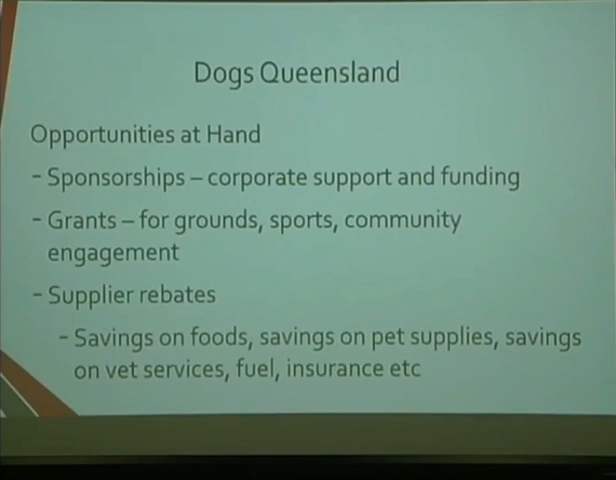 Dogs Queensland
Opportunities at Hand
- Sponsorships – corporate support and funding
- Grants – for grounds, sports, community
engagement
- Supplier rebates
- Savings on foods, savings on pet supplies, savings
on vet services, fuel, insurance etc